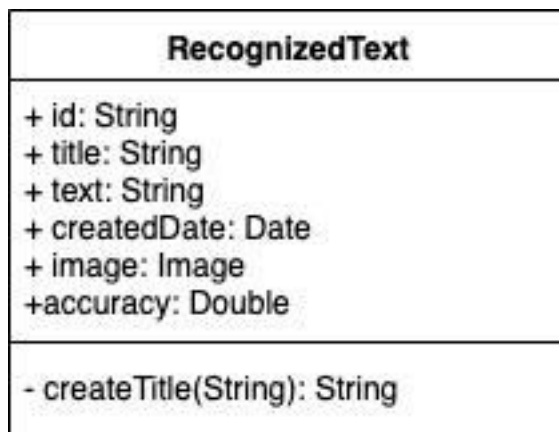 RecognizedText
+ id: String
+ title: String
+ text: String
+ createdDate: Date
+ image: Image
+accuracy: Double
- createTitle(String): String